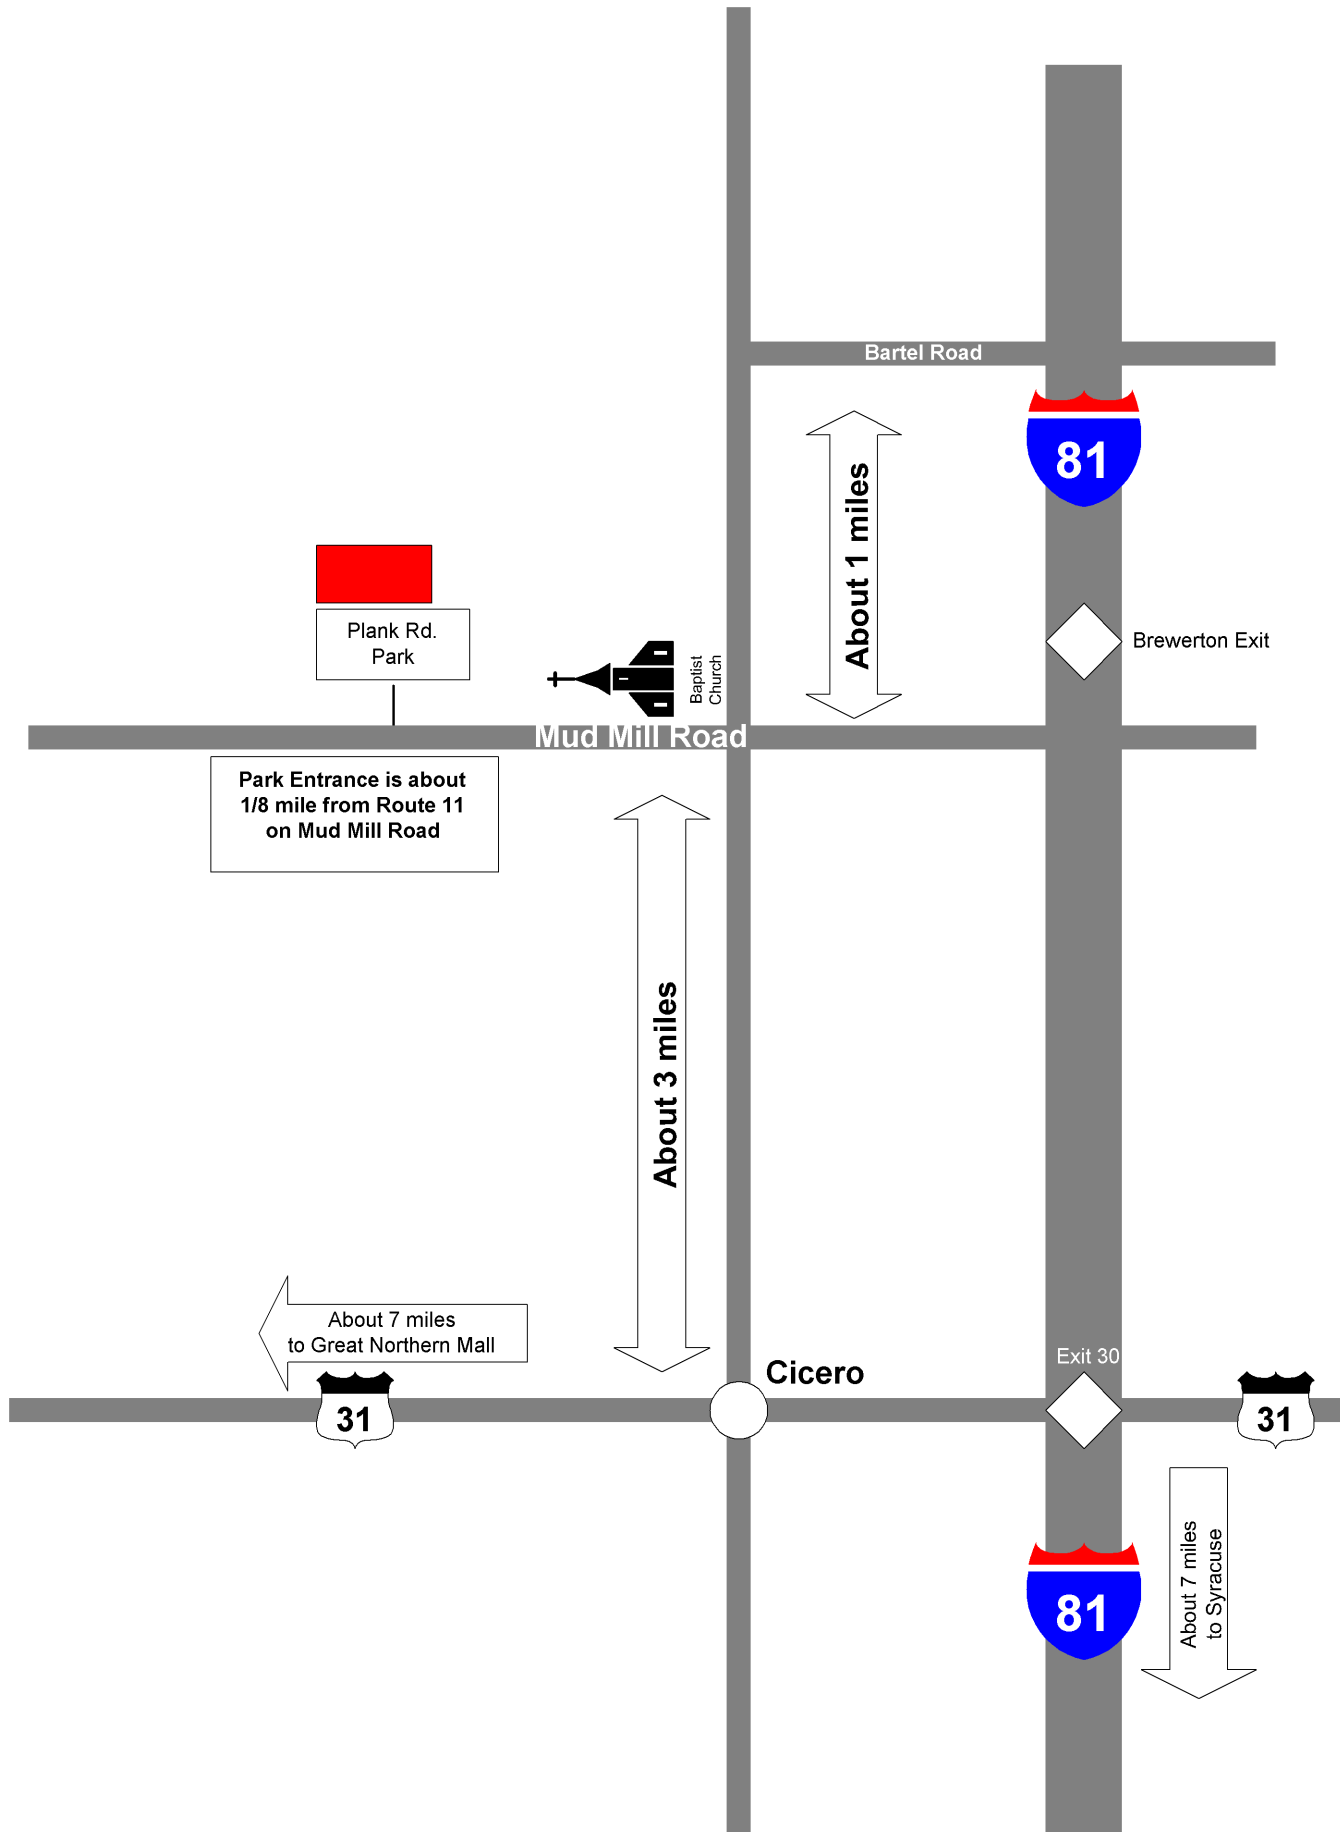 Bartel Road
81
About 1 miles
Plank Rd.
Park
Brewerton Exit
Baptist
Church
Mud Mill Road
Park Entrance is about
1/8 mile from Route 11
on Mud Mill Road
About 3 miles
About 7 miles
to Great Northern Mall
Exit 30
Cicero
31
31
About 7 miles
to Syracuse
81